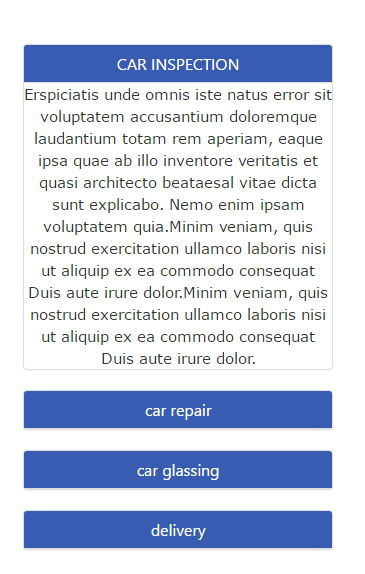 CAR INSPECTION
Erspiciatis unde omnis iste natus error sit
voluptatem accusantium doloremque
laudantium totam rem aperiam, eaque
ipsa quae ab illo inventore veritatis et
quasi architecto beataesal vitae dicta
sunt explicabo. Nemo enim ipsam
voluptatem quia.Minim veniam, quis
nostrud exercitation ullamco laboris nisi
ut aliquip ex ea commodo consequat
Duis aute irure dolor.Minim veniam, quis
nostrud exercitation ullamco laboris nisi
ut aliquip ex ea commodo consequat
Duis aute irure dolor.
car repair
car glassing
delivery